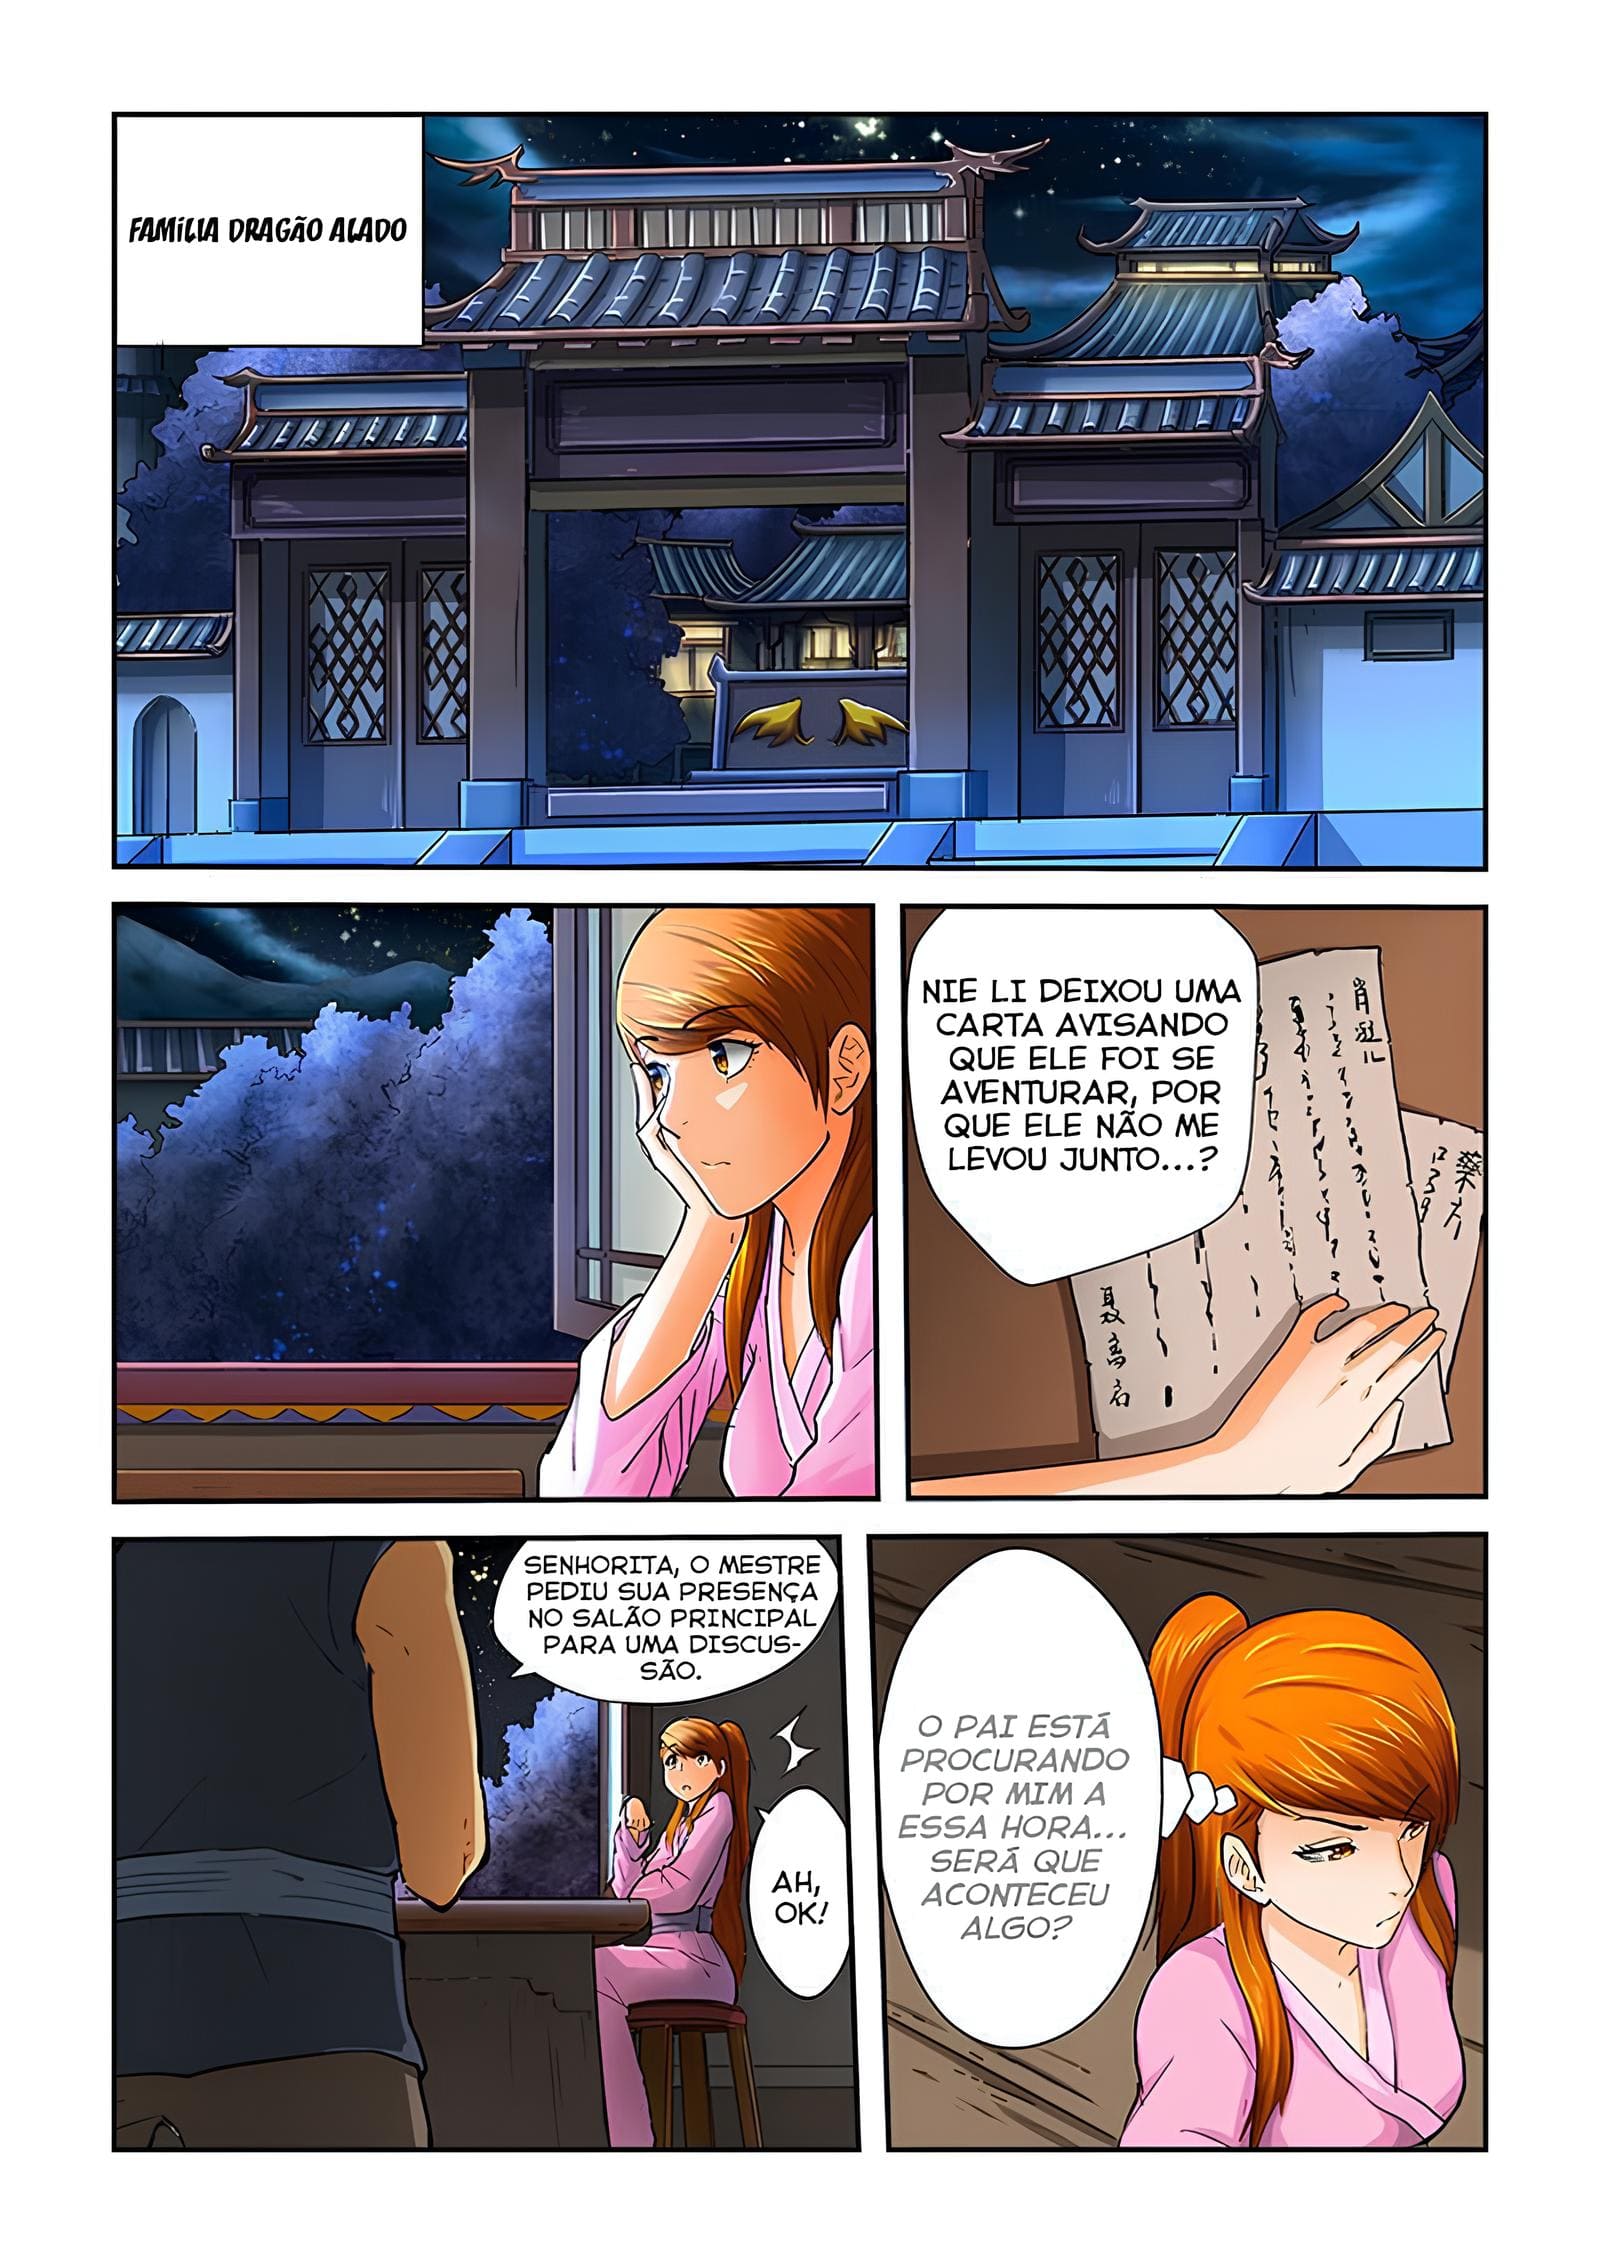 FAMÍLIA DRAGÃO ALADO
NIE LI DEIXOU UMA
CARTA AVISANDO
QUE ELE FOI SE
AVENTURAR, POR
QUE ELE NÃO ME
LEVOU JUNTO...?
SENHORITA, O MESTRE
PEDIU SUA PRESENÇA
NO SALÃO PRINCIPAL
PARA UMA DISCUS-
SÃO.
AH,
OK!
O PAI ESTÁ
PROCURANDO
POR MIM A
ESSA HORA...
SERÁ QUE
ACONTECEU
ALGO?